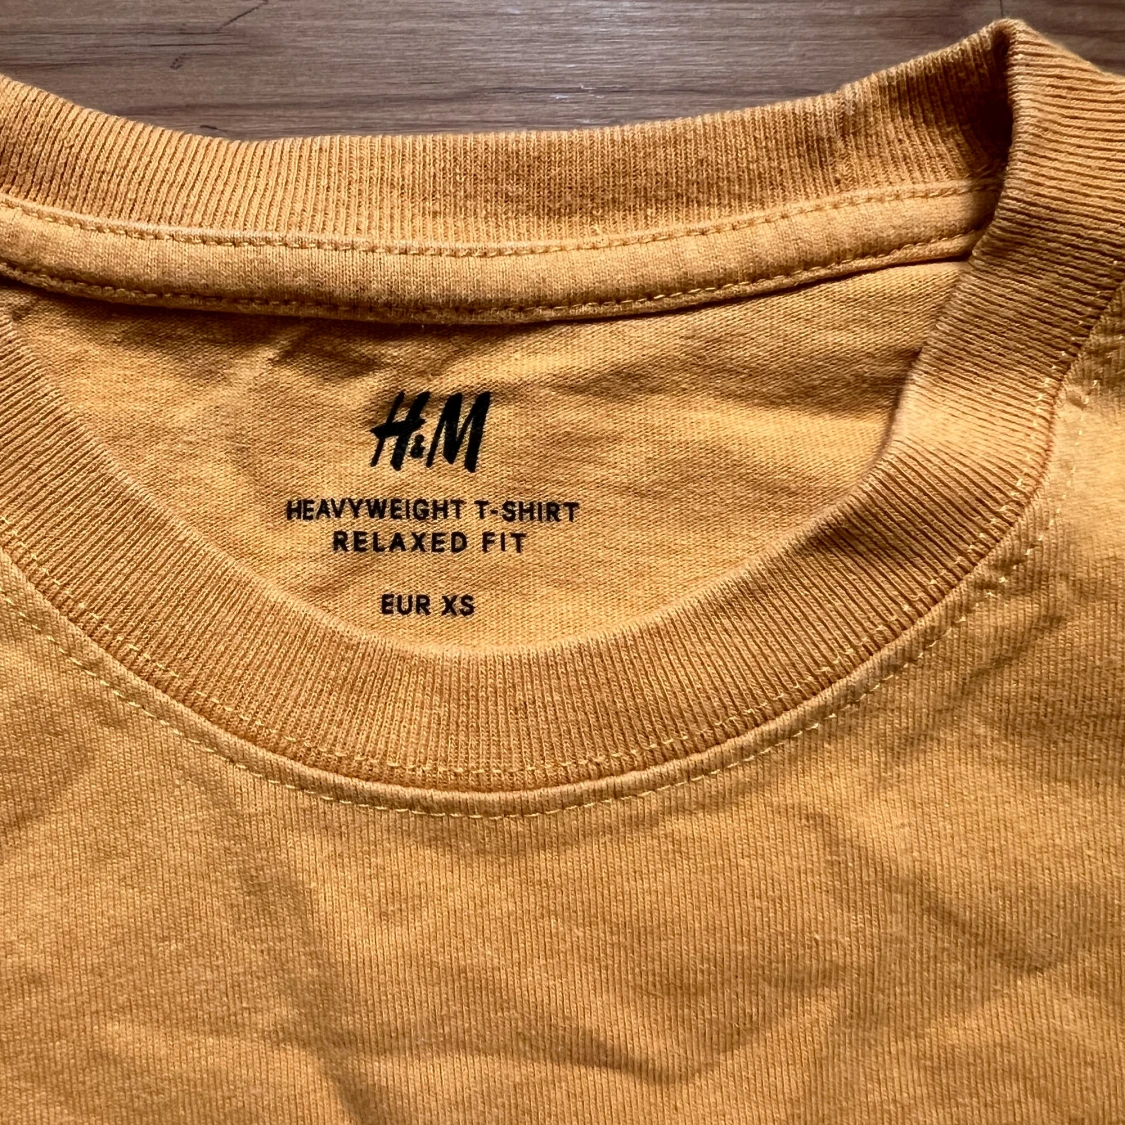 H&M
HEAVYWEIGHT T-SHIRT
RELAXED FIT
EUR XS